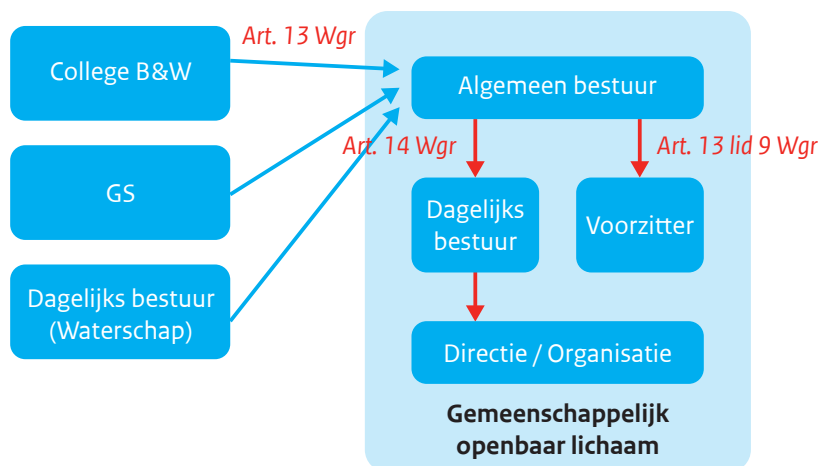 College B&W
Art. 13 Wgr
GS
Dagelijks bestuur
(Waterschap)
Algemeen bestuur
Art. 14 Wgr
Art. 13 lid 9 Wgr
Dagelijks
bestuur
Voorzitter
Directie / Organisatie
Gemeenschappelijk
openbaar lichaam